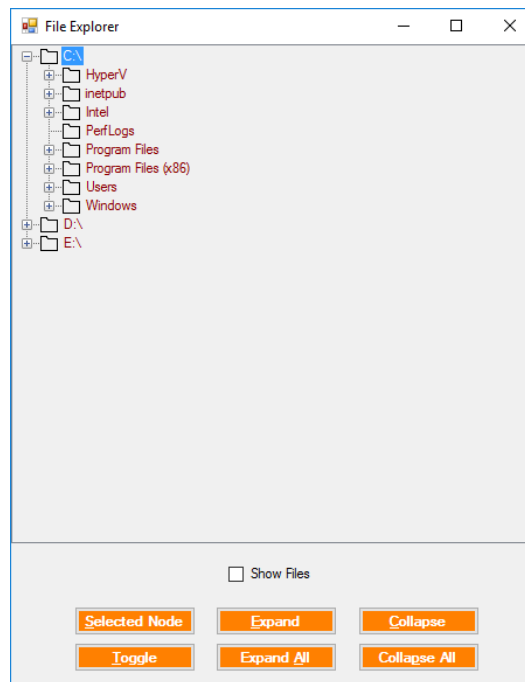 File Explorer
C:\
HyperV
inetpub
Intel
PerfLogs
Program Files
Program Files (x86)
Users
Windows
D:\
E:\
Show Files
Selected Node Expand Collapse
Toggle Expand All Collapse All